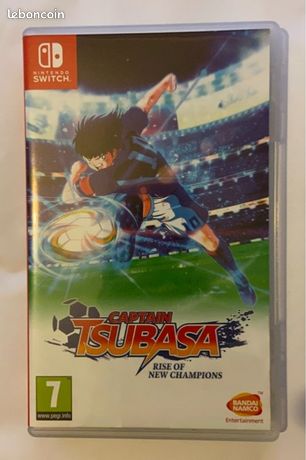 leboncoin
NINTENDO
SWITCH
CAPTAIN
TSUBASA
RISE OF
NEW CHAMPIONS
7
www.pegi.info
BANDAI
NAMCO
Entertainment